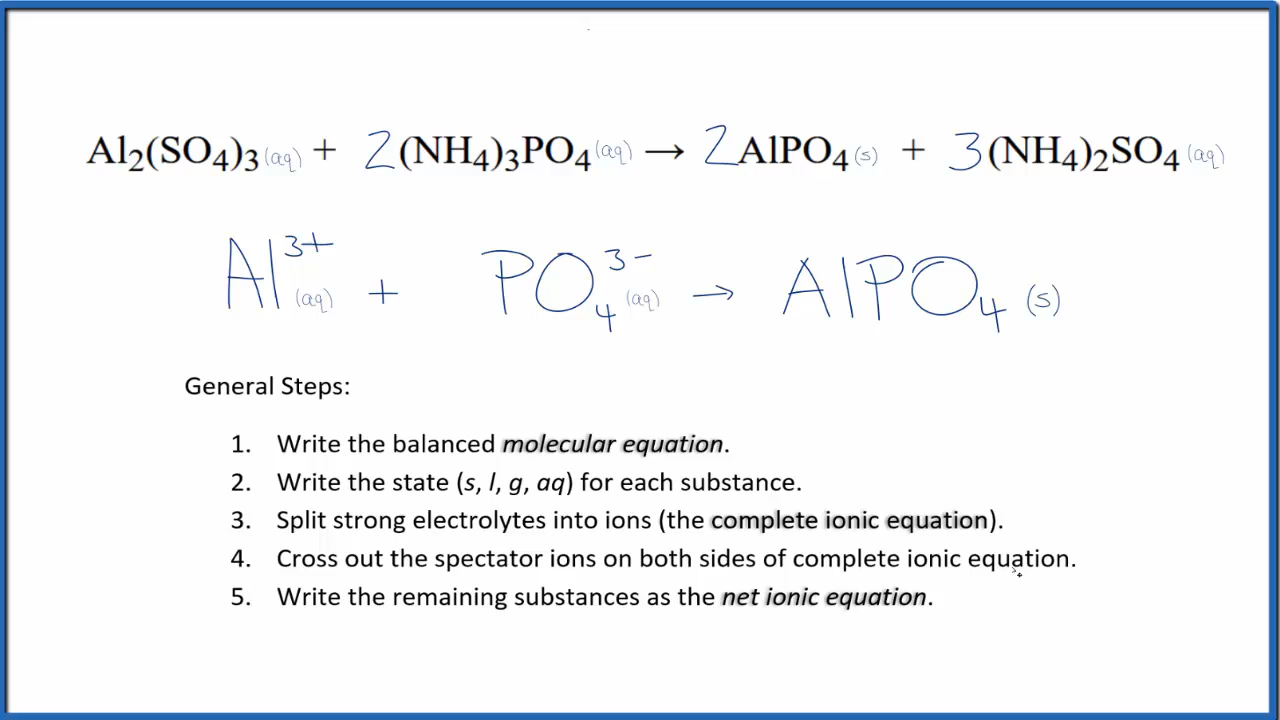 Al₂(SO₄)₃ (aq) + 2(NH₄)₃PO₄ (aq) → 2AlPO₄ (s) + 3(NH₄)₂SO₄ (aq)
Al³⁺ (aq) + PO₄³⁻ (aq) → AlPO₄ (s)
General Steps:
1. Write the balanced molecular equation.
2. Write the state (s, l, g, aq) for each substance.
3. Split strong electrolytes into ions (the complete ionic equation).
4. Cross out the spectator ions on both sides of complete ionic equation.
5. Write the remaining substances as the net ionic equation.